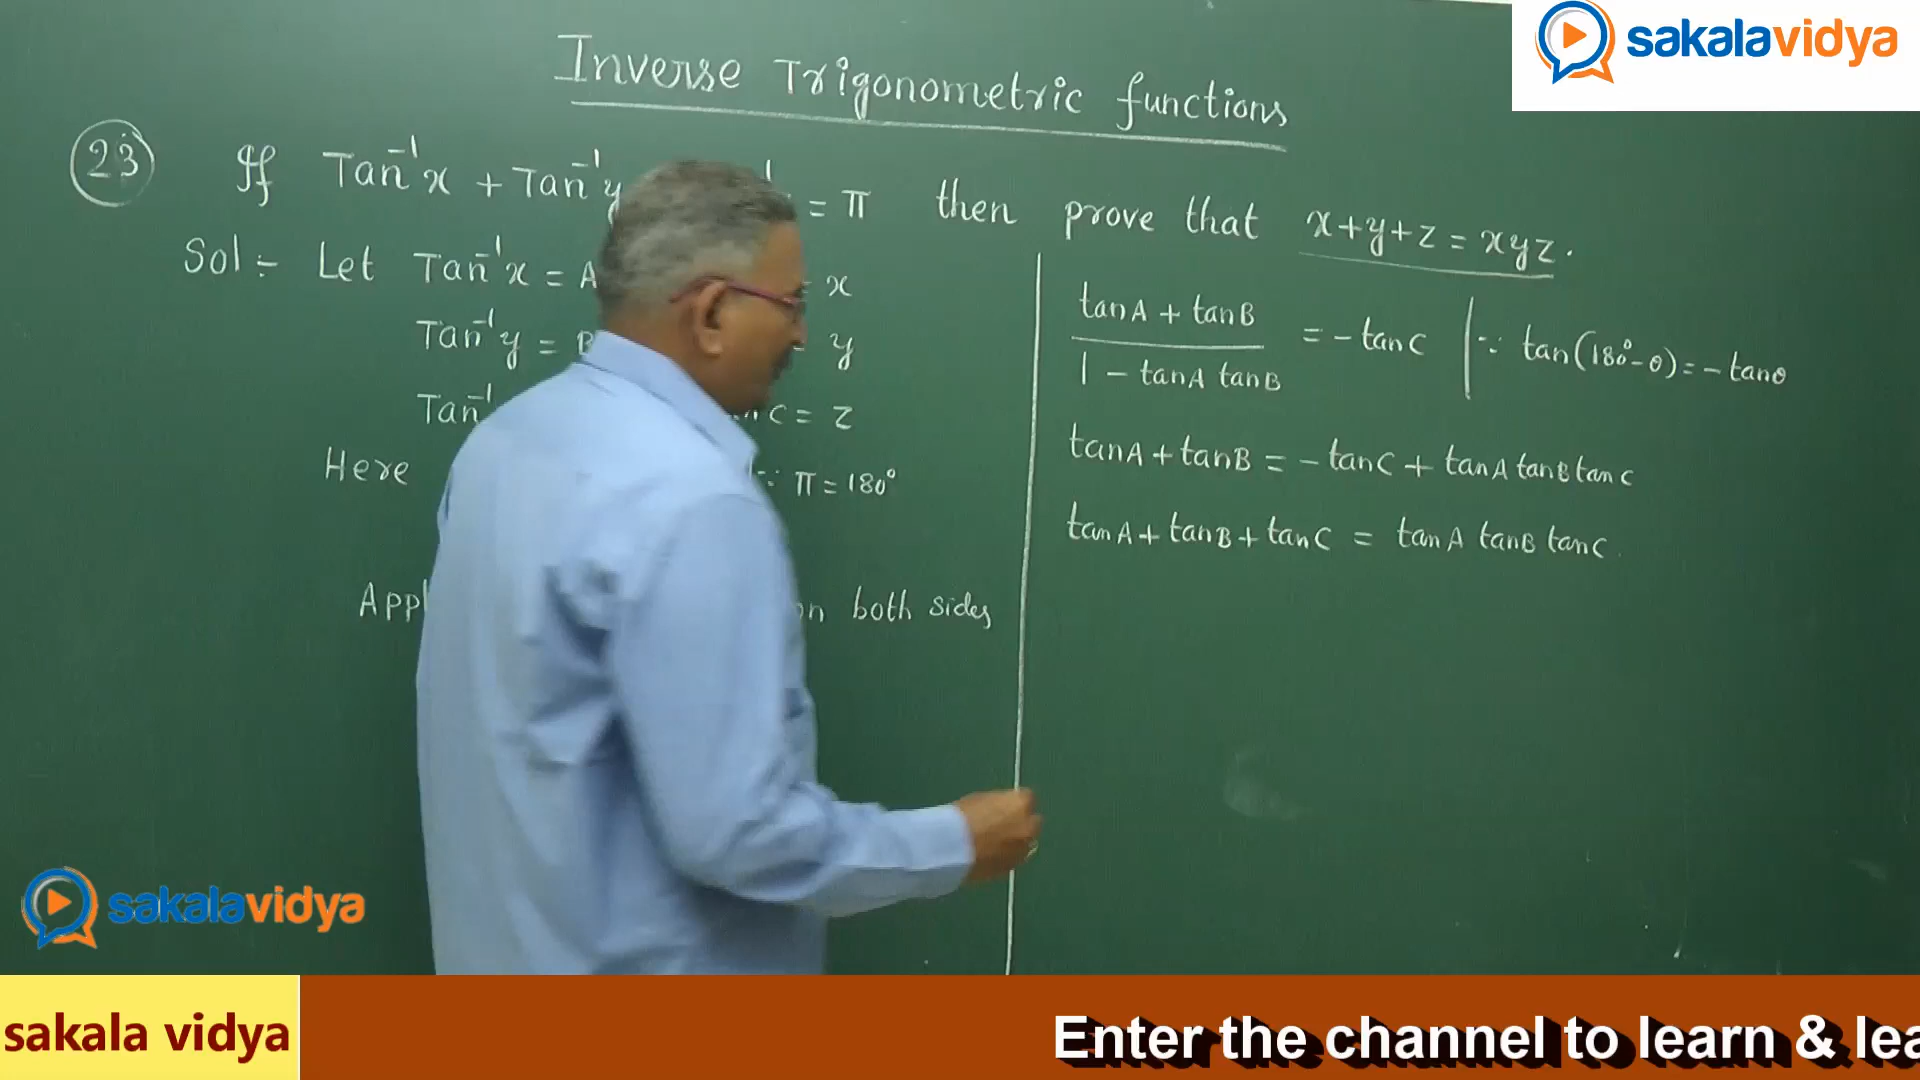 sakalavidya
Inverse Trigonometric functions
23 If Tan⁻¹x + Tan⁻¹y = π then prove that x+y+z = xyz.
Sol:- Let Tan⁻¹x = A x
Tan⁻¹y = B y
Tan⁻¹ C = z
Here ∵ π = 180°
on both sides
tanA + tanB / 1 - tanA tanB = - tanC | ∵ tan(180°-θ) = - tanθ
tanA + tanB = - tanC + tanA tanB tanC
tanA + tanB + tanC = tanA tanB tanC.
sakalavidya
sakala vidya
Enter the channel to learn &